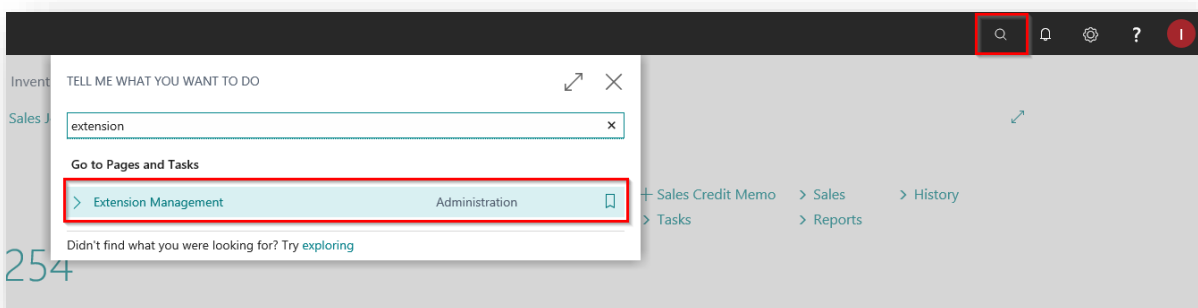 ?
I
TELL ME WHAT YOU WANT TO DO
Invent
Sales J
extension
Go to Pages and Tasks
Extension Management Administration
Didn't find what you were looking for? Try exploring
+ Sales Credit Memo > Sales > History
> Tasks > Reports
254